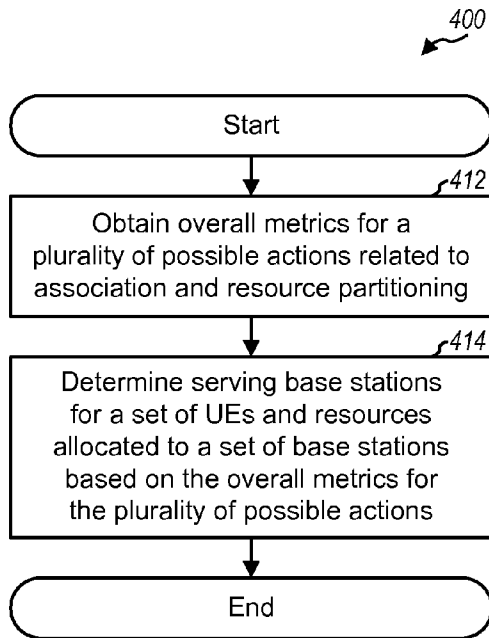 400
Start
412
Obtain overall metrics for a
plurality of possible actions related to
association and resource partitioning
414
Determine serving base stations
for a set of UEs and resources
allocated to a set of base stations
based on the overall metrics for
the plurality of possible actions
End